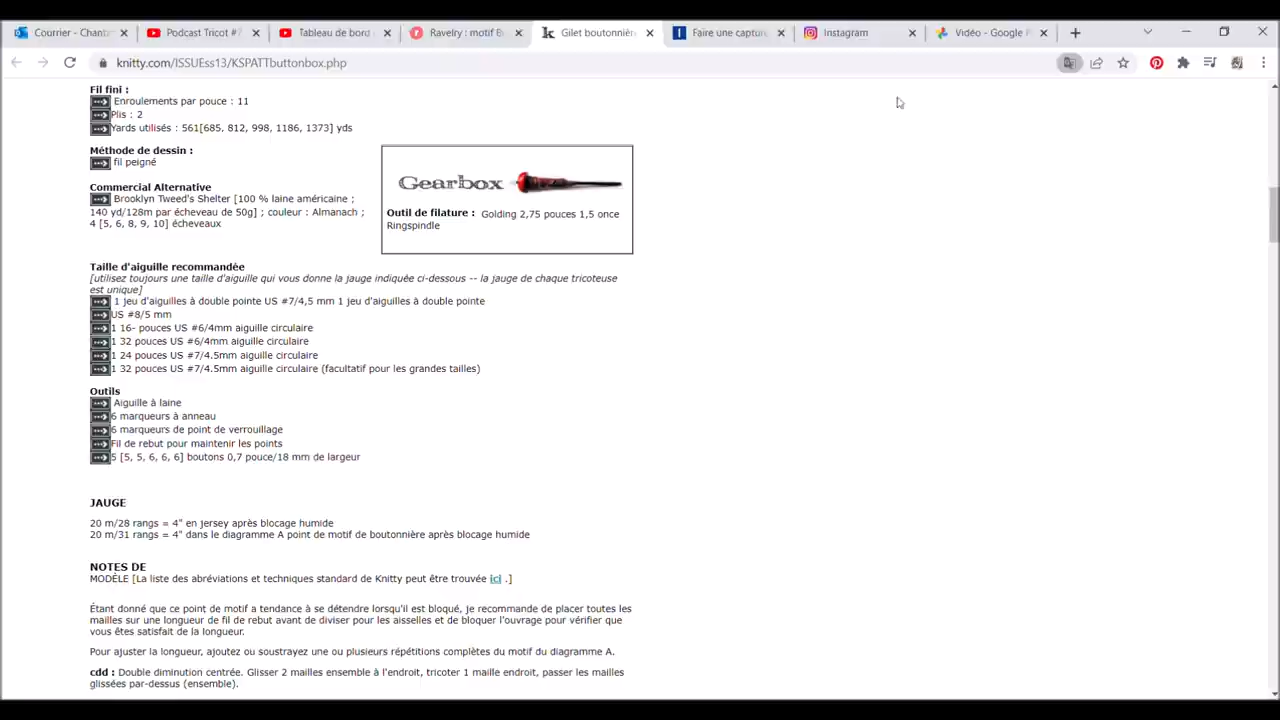 Courrier - Chant
Podcast Tricot #7
Tableau de bord
Ravelry : motif B
Gilet boutonnièr
Faire une capture
Instagram
Vidéo - Google P
knitty.com/ISSUEss13/KSPATTbuttonbox.php
Fil fini :
Enroulements par pouce : 11
Plis : 2
Yards utilisés : 561[685, 812, 998, 1186, 1373] yds
Méthode de dessin :
fil peigné
Commercial Alternative
Brooklyn Tweed's Shelter [100 % laine américaine ;
140 yd/128m par écheveau de 50g] ; couleur : Almanach ;
4 [5, 6, 8, 9, 10] écheveaux
Gearbox
Outil de filature : Golding 2,75 pouces 1,5 once
Ringspindle
Taille d'aiguille recommandée
[utilisez toujours une taille d'aiguille qui vous donne la jauge indiquée ci-dessous -- la jauge de chaque tricoteuse
est unique]
1 jeu d'aiguilles à double pointe US #7/4,5 mm 1 jeu d'aiguilles à double pointe
US #8/5 mm
1 16- pouces US #6/4mm aiguille circulaire
1 32 pouces US #6/4mm aiguille circulaire
1 24 pouces US #7/4.5mm aiguille circulaire
1 32 pouces US #7/4.5mm aiguille circulaire (facultatif pour les grandes tailles)
Outils
Aiguille à laine
6 marqueurs à anneau
6 marqueurs de point de verrouillage
Fil de rebut pour maintenir les points
5 [5, 5, 6, 6, 6] boutons 0,7 pouce/18 mm de largeur
JAUGE
20 m/28 rangs = 4" en jersey après blocage humide
20 m/31 rangs = 4" dans le diagramme A point de motif de boutonnière après blocage humide
NOTES DE
MODÈLE [La liste des abréviations et techniques standard de Knitty peut être trouvée ici .]
Étant donné que ce point de motif a tendance à se détendre lorsqu'il est bloqué, je recommande de placer toutes les
mailles sur une longueur de fil de rebut avant de diviser pour les aisselles et de bloquer l'ouvrage pour vérifier que
vous êtes satisfait de la longueur.
Pour ajuster la longueur, ajoutez ou soustrayez une ou plusieurs répétitions complètes du motif du diagramme A.
cdd : Double diminution centrée. Glisser 2 mailles ensemble à l'endroit, tricoter 1 maille endroit, passer les mailles
glissées par-dessus (ensemble).